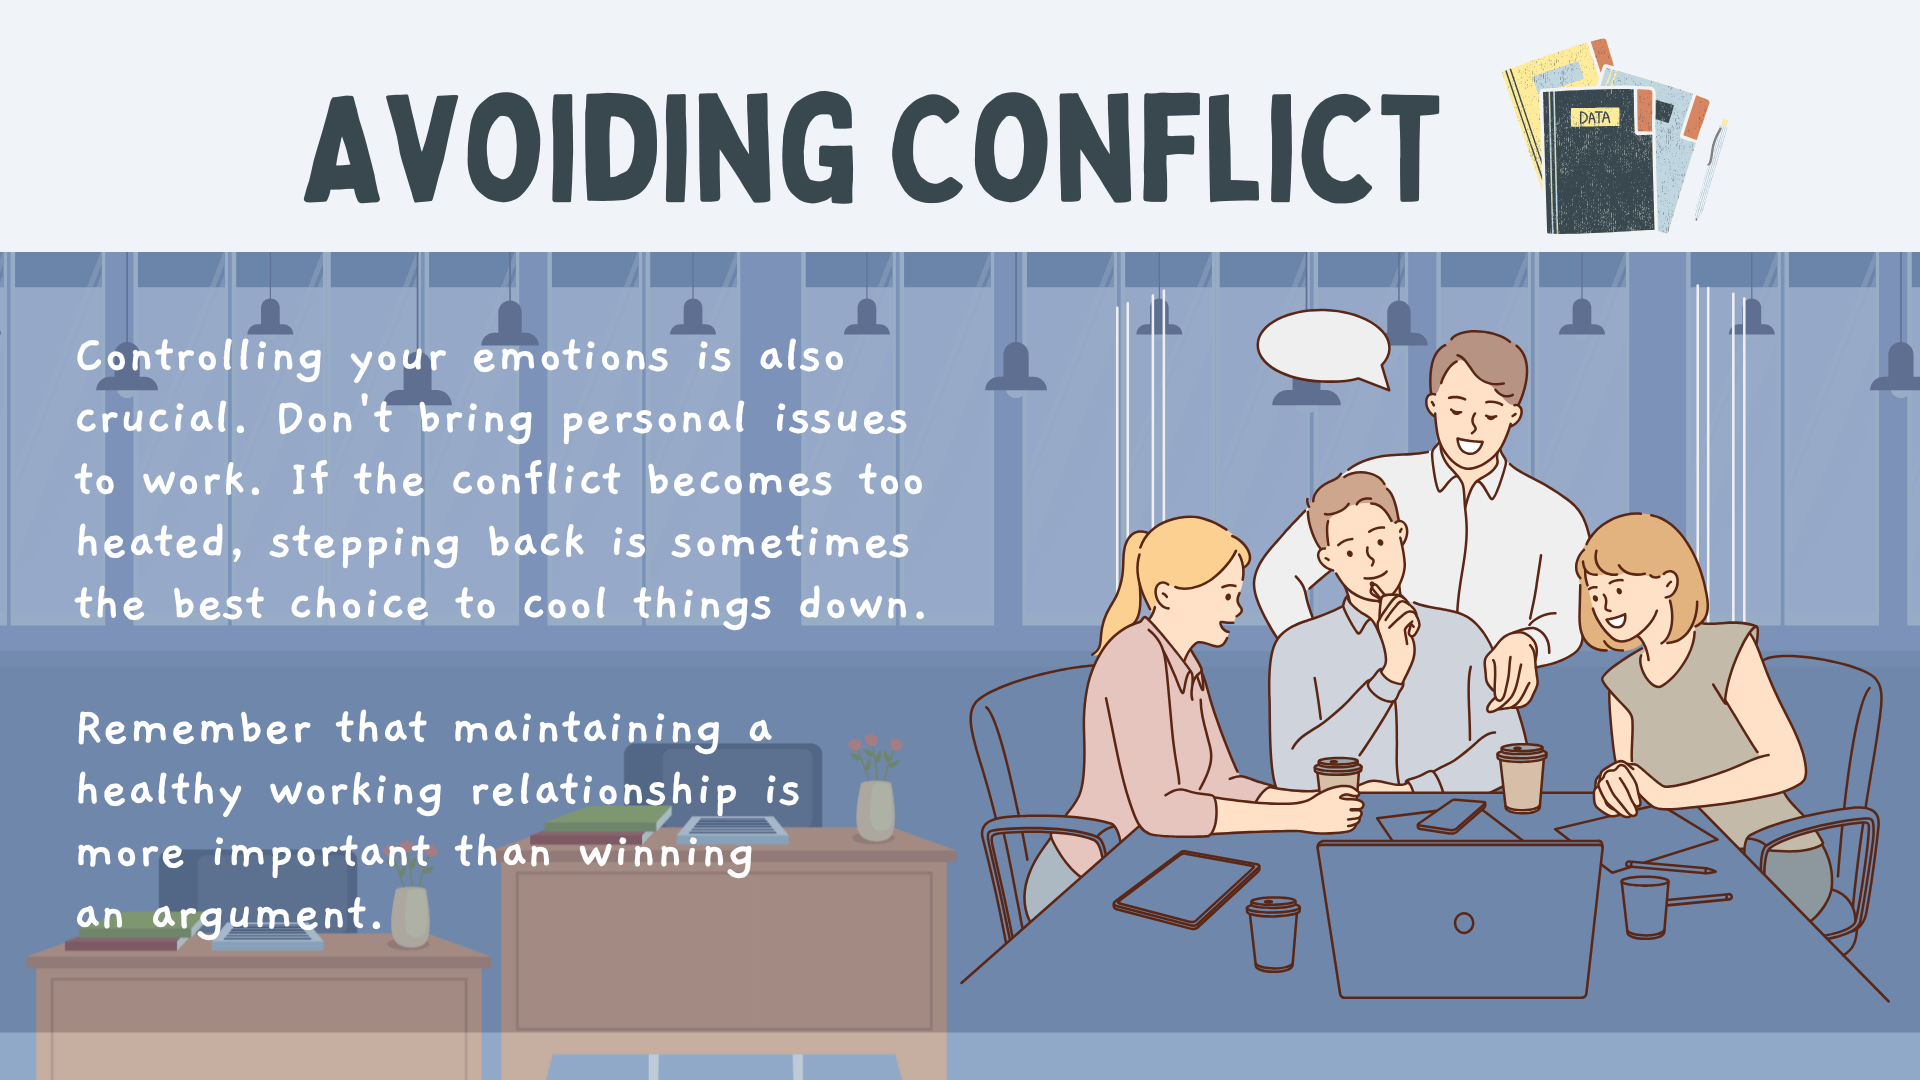 AVOIDING CONFLICT
DATA
Controlling your emotions is also
crucial. Don't bring personal issues
to work. If the conflict becomes too
heated, stepping back is sometimes
the best choice to cool things down.
Remember that maintaining a
healthy working relationship is
more important than winning
an argument.